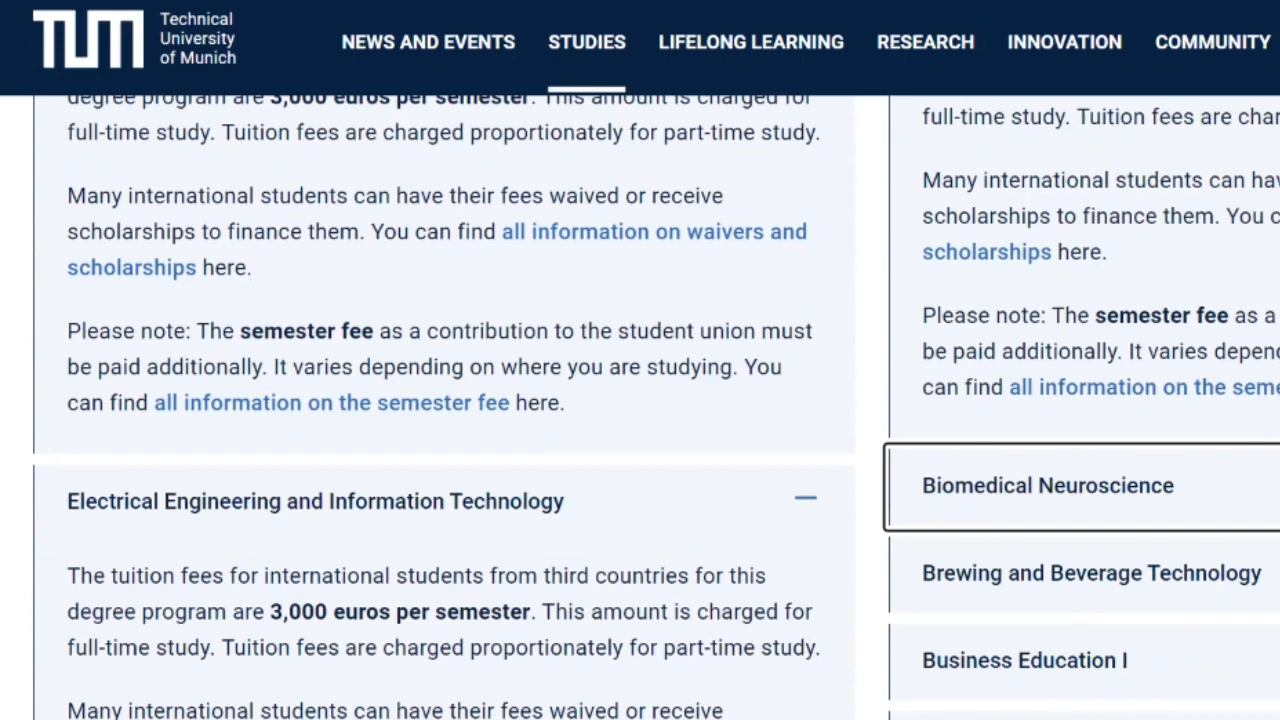 TUM
Technical
University
of Munich
NEWS AND EVENTS
STUDIES
LIFELONG LEARNING
RESEARCH
INNOVATION
COMMUNITY
degree program are 3,000 euros per semester. This amount is charged for
full-time study. Tuition fees are charged proportionately for part-time study.
Many international students can have their fees waived or receive
scholarships to finance them. You can find all information on waivers and
scholarships here.
Please note: The semester fee as a contribution to the student union must
be paid additionally. It varies depending on where you are studying. You
can find all information on the semester fee here.
Electrical Engineering and Information Technology
The tuition fees for international students from third countries for this
degree program are 3,000 euros per semester. This amount is charged for
full-time study. Tuition fees are charged proportionately for part-time study.
Many international students can have their fees waived or receive
full-time study. Tuition fees are char
Many international students can hav
scholarships to finance them. You c
scholarships here.
Please note: The semester fee as a
be paid additionally. It varies depend
can find all information on the seme
Biomedical Neuroscience
Brewing and Beverage Technology
Business Education I